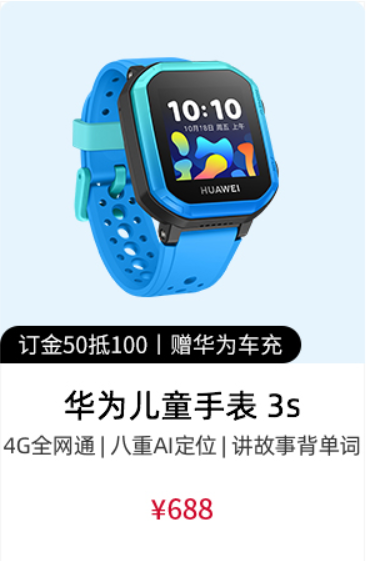 10:10
10月18日 周五 上午
HUAWEI
订金50抵100 | 赠华为车充
华为儿童手表 3s
4G全网通 | 八重AI定位 | 讲故事背单词
¥688